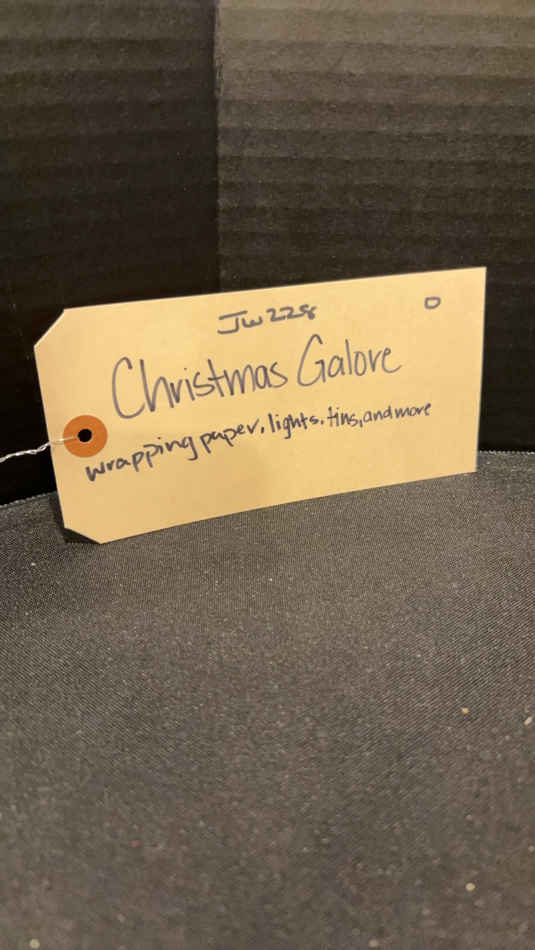 JW228
D
Christmas Galore
wrapping paper, lights, tins, and more